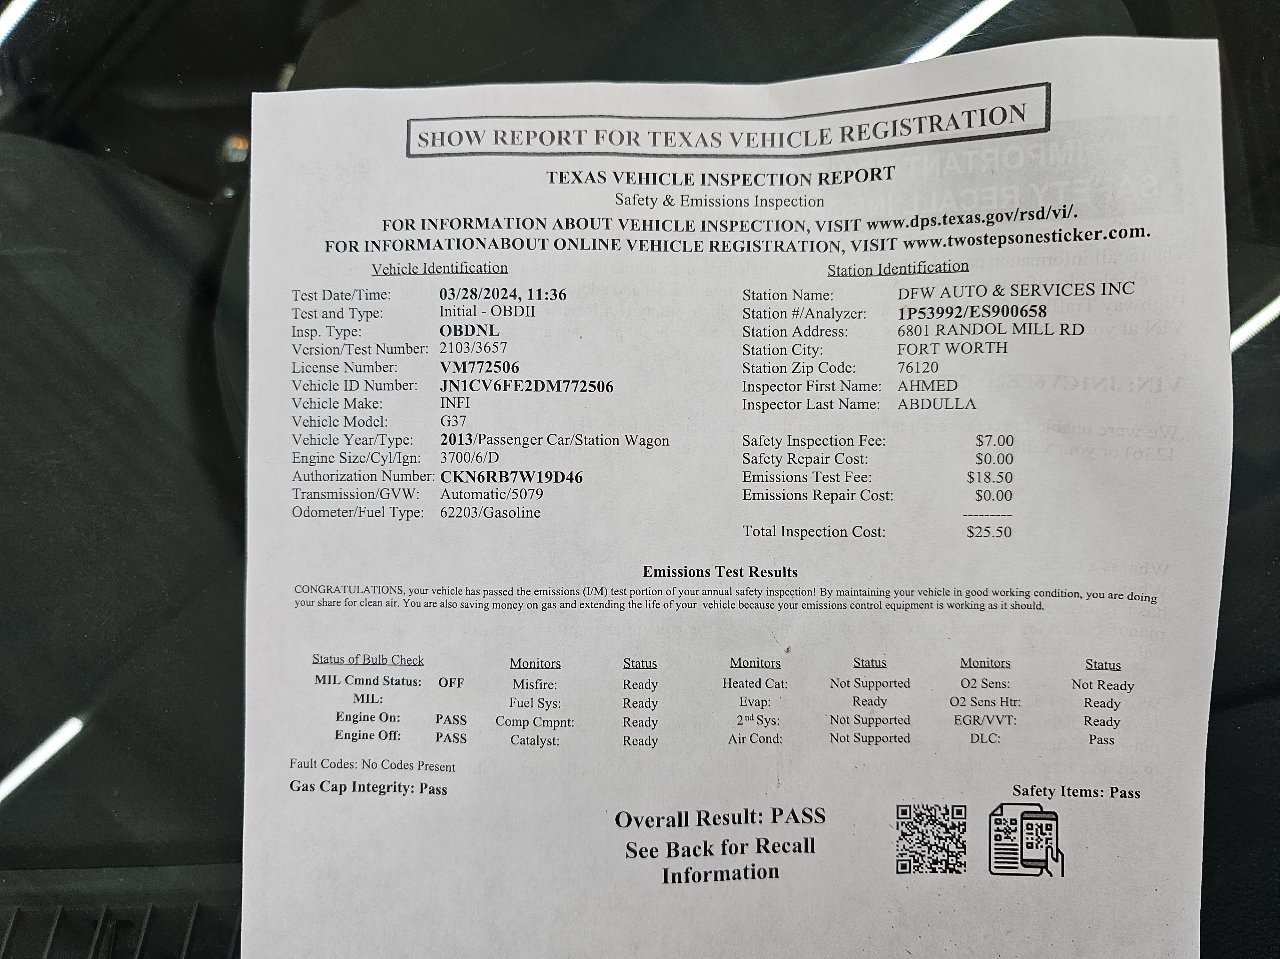 SHOW REPORT FOR TEXAS VEHICLE REGISTRATION
TEXAS VEHICLE INSPECTION REPORT
Safety & Emissions Inspection
FOR INFORMATION ABOUT VEHICLE INSPECTION, VISIT www.dps.texas.gov/rsd/vi/.
FOR INFORMATIONABOUT ONLINE VEHICLE REGISTRATION, VISIT www.twostepsonesticker.com.
Vehicle Identification
Test Date/Time: 03/28/2024, 11:36
Test and Type: Initial - OBDII
Insp. Type: OBDNL
Version/Test Number: 2103/3657
License Number: VM772506
Vehicle ID Number: JN1CV6FE2DM772506
Vehicle Make: INFI
Vehicle Model: G37
Vehicle Year/Type: 2013/Passenger Car/Station Wagon
Engine Size/Cyl/Ign: 3700/6/D
Authorization Number: CKN6RB7W19D46
Transmission/GVW: Automatic/5079
Odometer/Fuel Type: 62203/Gasoline
Station Identification
Station Name: DFW AUTO & SERVICES INC
Station #/Analyzer: 1P53992/ES900658
Station Address: 6801 RANDOL MILL RD
Station City: FORT WORTH
Station Zip Code: 76120
Inspector First Name: AHMED
Inspector Last Name: ABDULLA
Safety Inspection Fee: $7.00
Safety Repair Cost: $0.00
Emissions Test Fee: $18.50
Emissions Repair Cost: $0.00
---------
Total Inspection Cost: $25.50
Emissions Test Results
CONGRATULATIONS, your vehicle has passed the emissions (I/M) test portion of your annual safety inspection! By maintaining your vehicle in good working condition, you are doing
your share for clean air. You are also saving money on gas and extending the life of your vehicle because your emissions control equipment is working as it should.
Status of Bulb Check Monitors Status Monitors Status Monitors Status
MIL Cmnd Status: OFF Misfire: Ready Heated Cat: Not Supported O2 Sens: Not Ready
MIL: Fuel Sys: Ready Evap: Ready O2 Sens Htr: Ready
Engine On: PASS Comp Cmpnt: Ready 2nd Sys: Not Supported EGR/VVT: Ready
Engine Off: PASS Catalyst: Ready Air Cond: Not Supported DLC: Pass
Fault Codes: No Codes Present
Gas Cap Integrity: Pass
Safety Items: Pass
Overall Result: PASS
See Back for Recall
Information